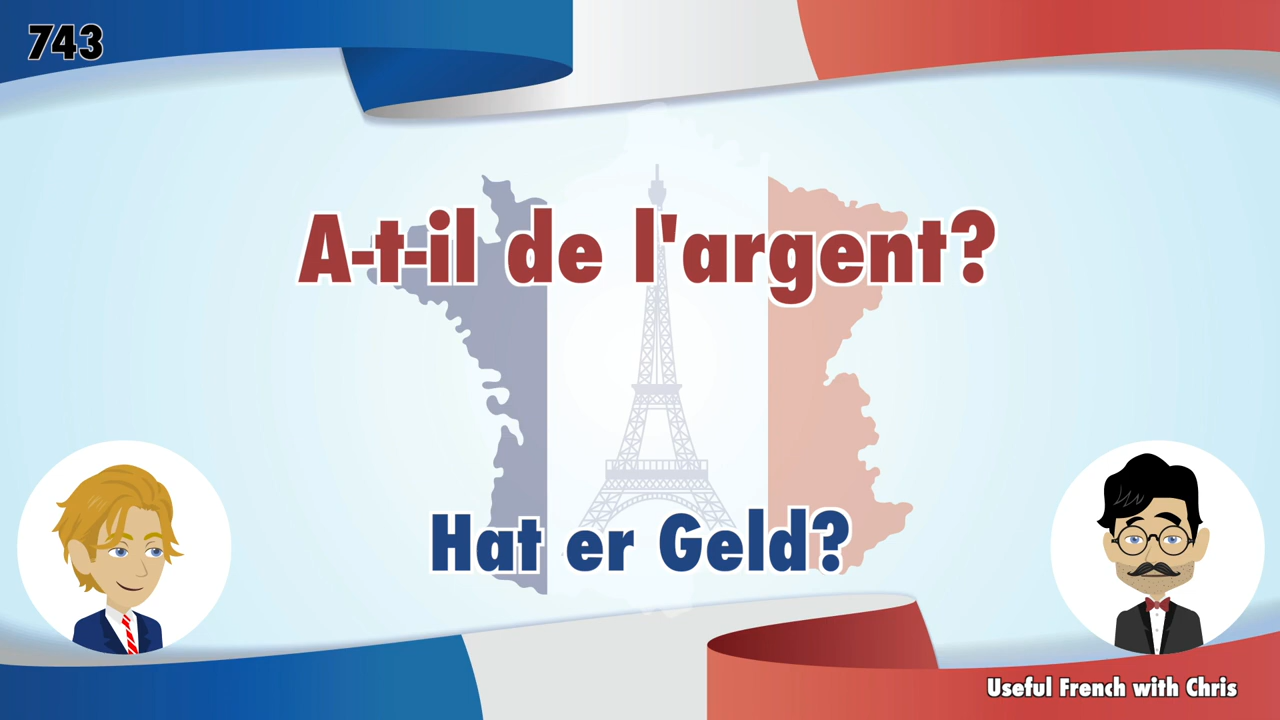 743
A-t-il de l'argent?
Hat er Geld?
Useful French with Chris